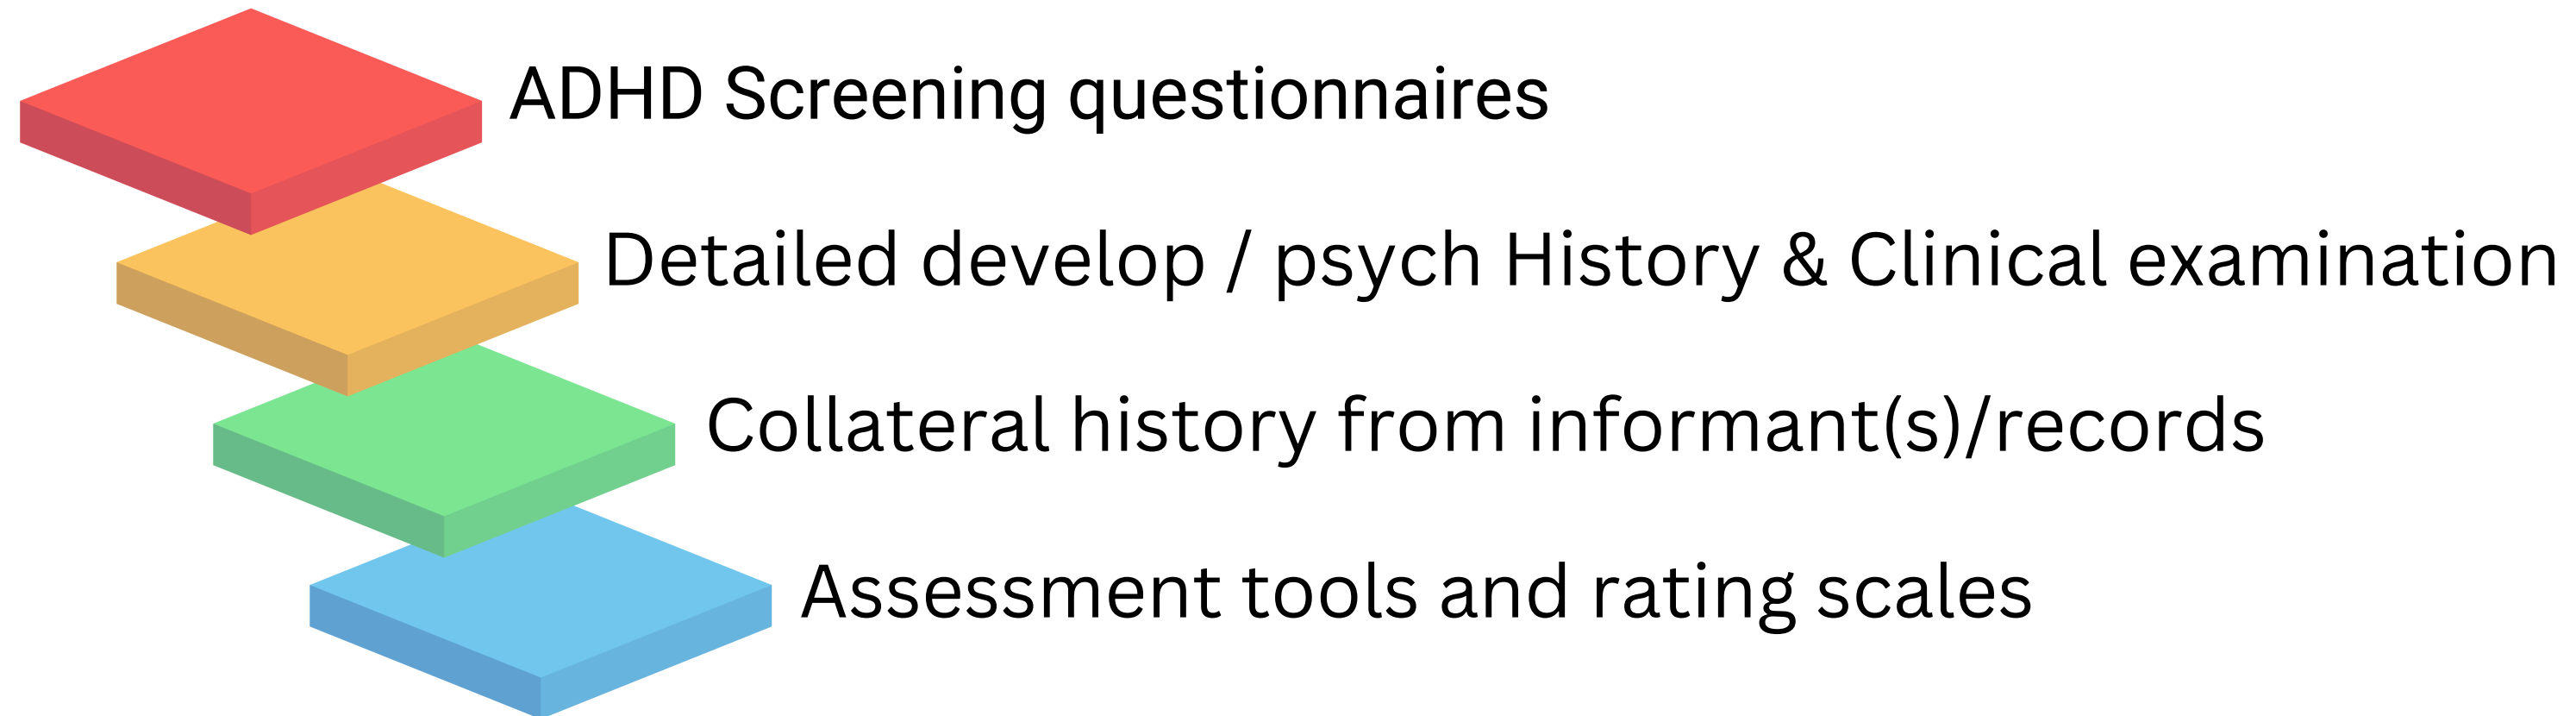 ADHD Screening questionnaires
Detailed develop / psych History & Clinical examination
Collateral history from informant(s)/records
Assessment tools and rating scales